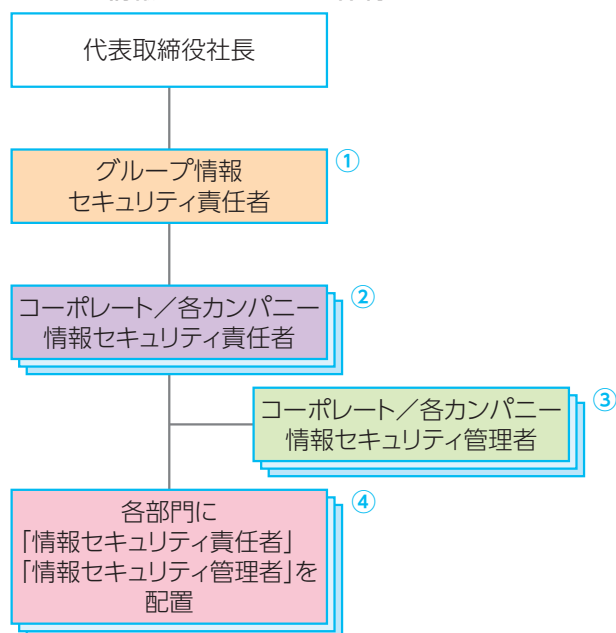 代表取締役社長
グループ情報
セキュリティ責任者
①
コーポレート／各カンパニー
情報セキュリティ責任者
②
コーポレート／各カンパニー
情報セキュリティ管理者
③
各部門に
「情報セキュリティ責任者」
「情報セキュリティ管理者」を
配置
④